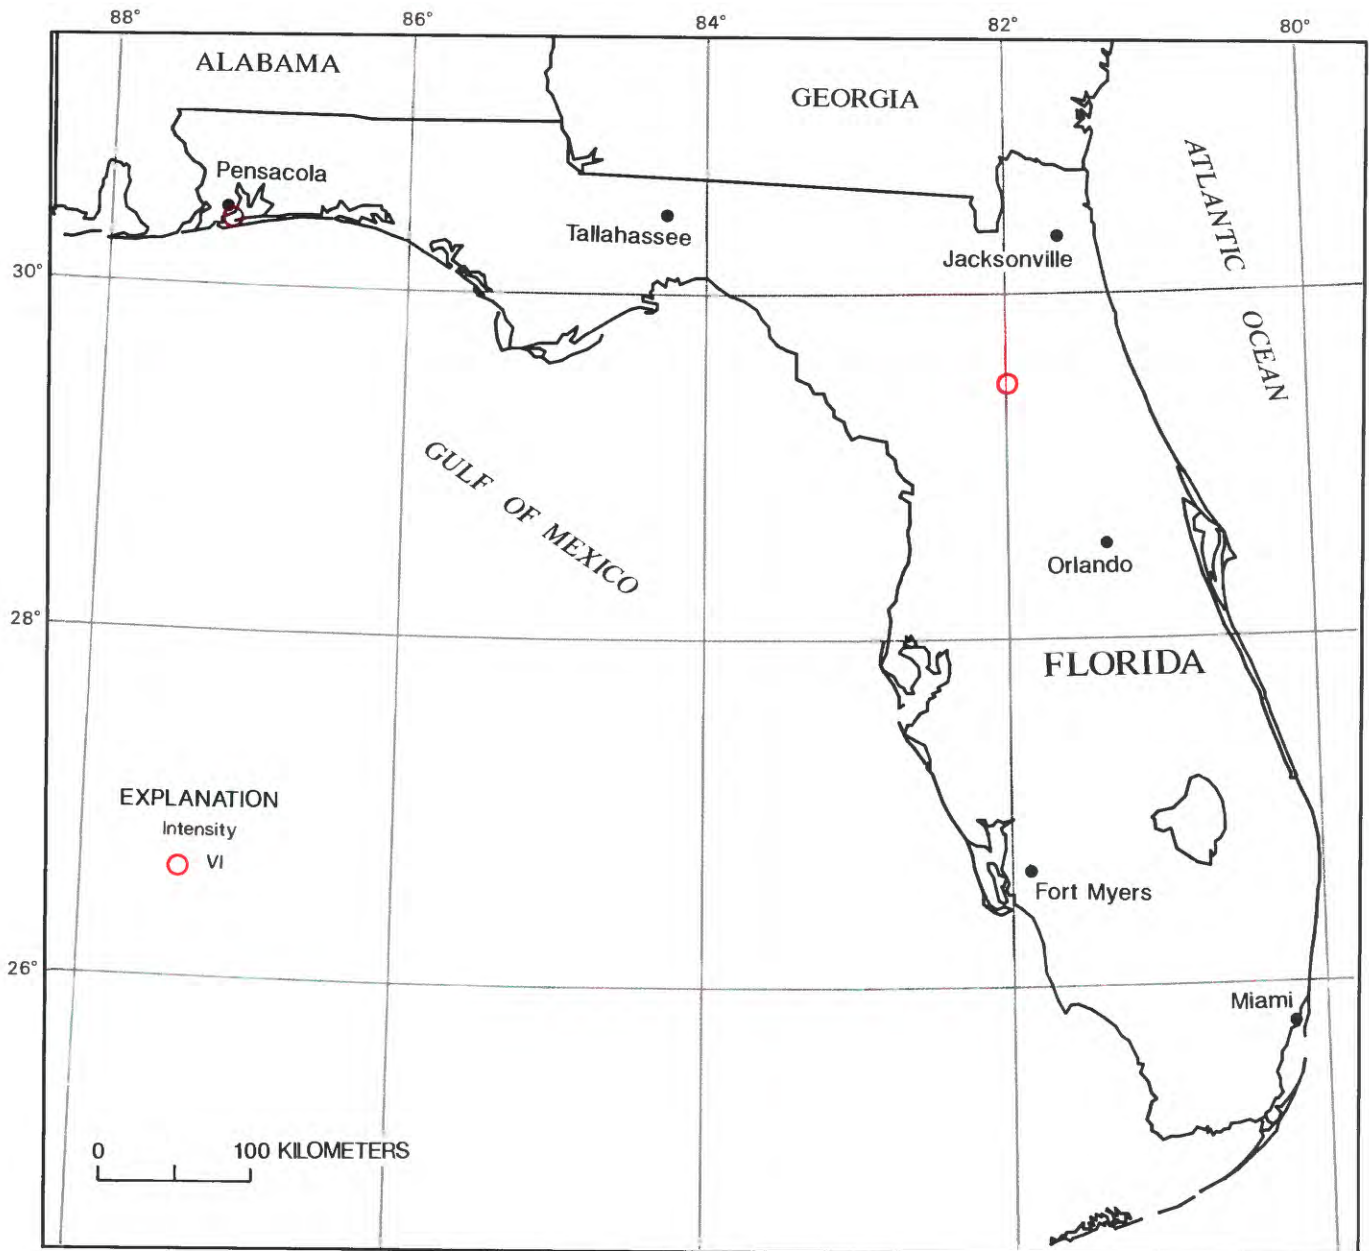 88° 86° 84° 82° 80°
ALABAMA
GEORGIA
Pensacola
Tallahassee
Jacksonville
ATLANTIC
OCEAN
30°
GULF OF MEXICO
Orlando
28°
FLORIDA
EXPLANATION
Intensity
VI
Fort Myers
26°
Miami
0 100 KILOMETERS